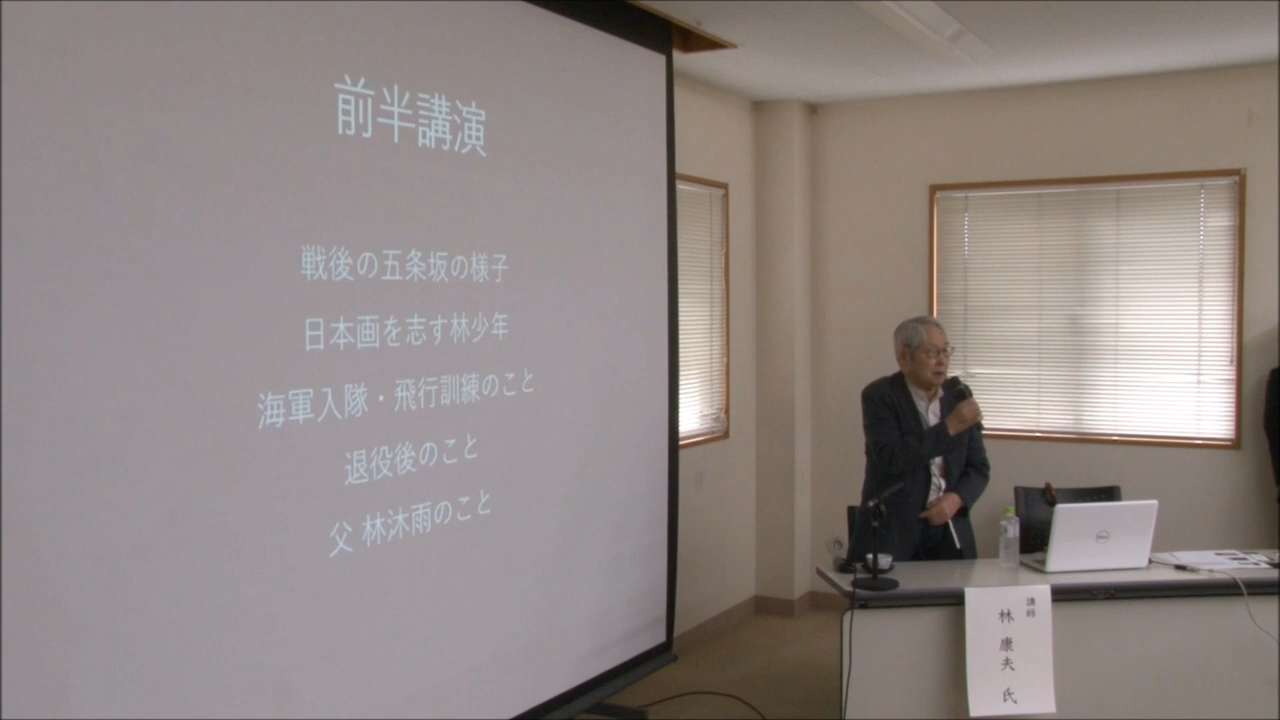 前半講演
戦後の五条坂の様子
日本画を志す林少年
海軍入隊・飛行訓練のこと
退役後のこと
父 林沐雨のこと
講師
林 康夫 氏
DELL